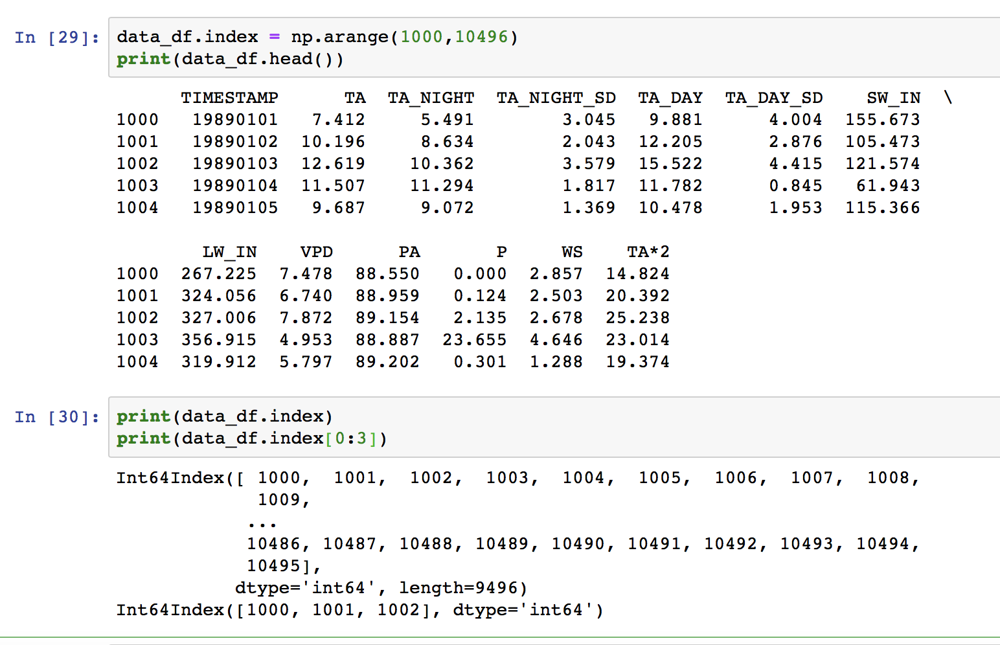 In [29]: data_df.index = np.arange(1000,10496)
print(data_df.head())
TIMESTAMP TA TA_NIGHT TA_NIGHT_SD TA_DAY TA_DAY_SD SW_IN \
1000 19890101 7.412 5.491 3.045 9.881 4.004 155.673
1001 19890102 10.196 8.634 2.043 12.205 2.876 105.473
1002 19890103 12.619 10.362 3.579 15.522 4.415 121.574
1003 19890104 11.507 11.294 1.817 11.782 0.845 61.943
1004 19890105 9.687 9.072 1.369 10.478 1.953 115.366
LW_IN VPD PA P WS TA*2
1000 267.225 7.478 88.550 0.000 2.857 14.824
1001 324.056 6.740 88.959 0.124 2.503 20.392
1002 327.006 7.872 89.154 2.135 2.678 25.238
1003 356.915 4.953 88.887 23.655 4.646 23.014
1004 319.912 5.797 89.202 0.301 1.288 19.374
In [30]: print(data_df.index)
print(data_df.index[0:3])
Int64Index([ 1000, 1001, 1002, 1003, 1004, 1005, 1006, 1007, 1008,
1009,
...
10486, 10487, 10488, 10489, 10490, 10491, 10492, 10493, 10494,
10495],
dtype='int64', length=9496)
Int64Index([1000, 1001, 1002], dtype='int64')